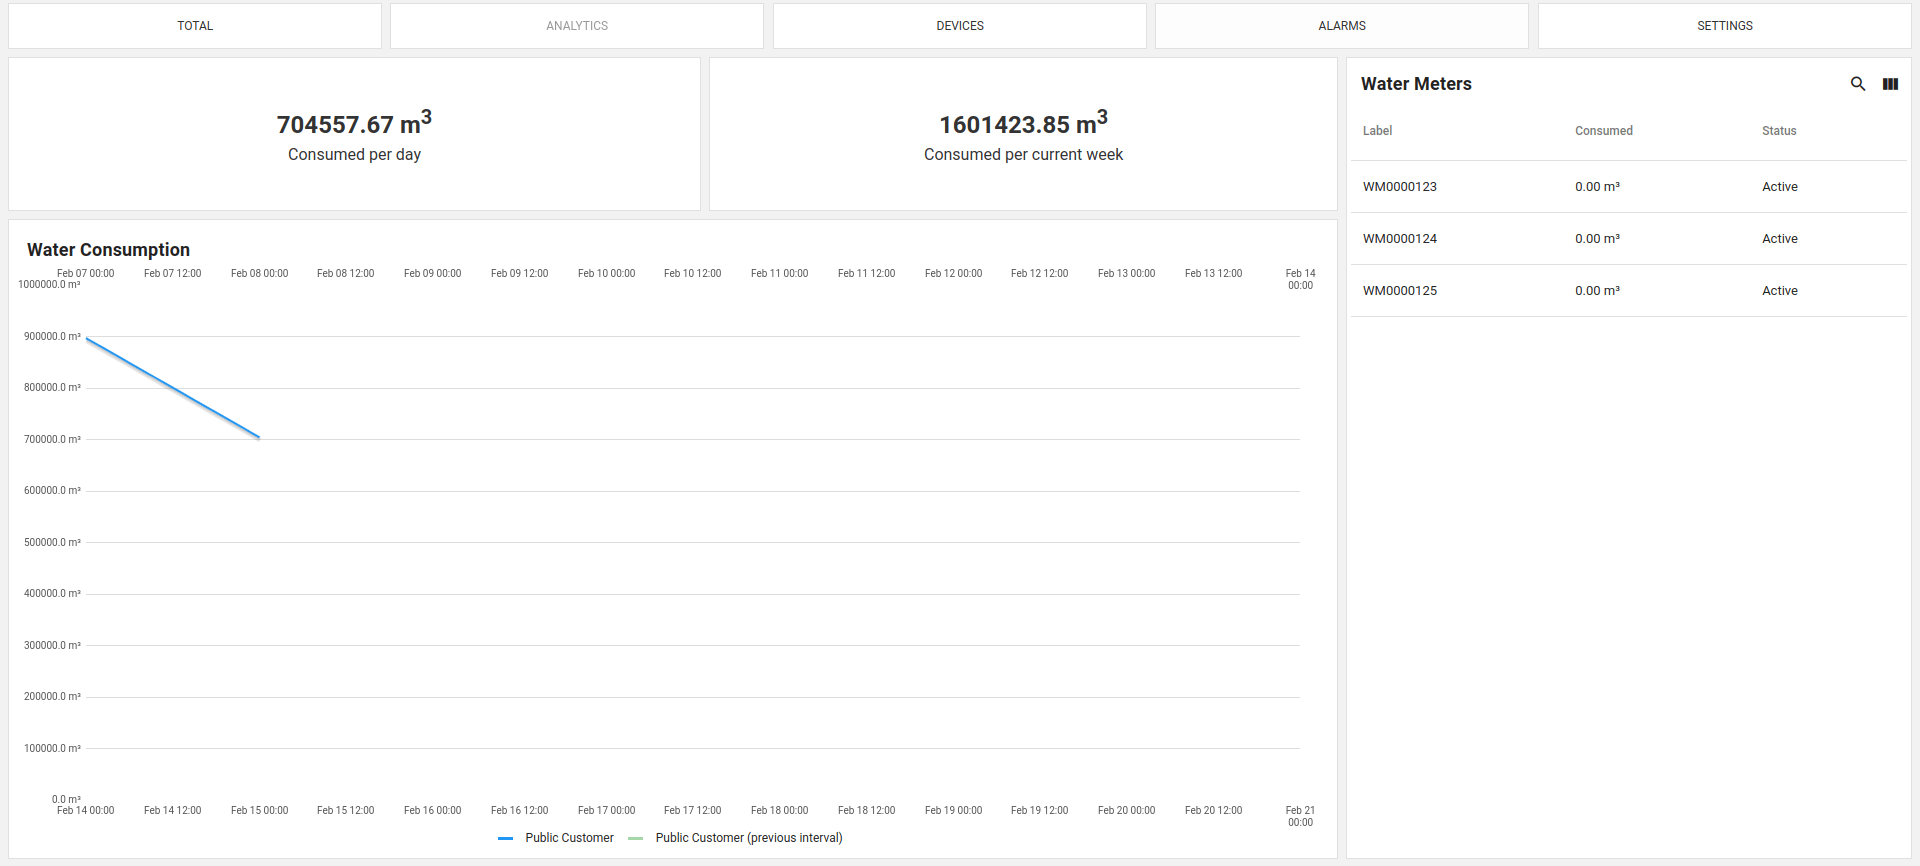 TOTAL
ANALYTICS
DEVICES
ALARMS
SETTINGS
704557.67 m³
Consumed per day
1601423.85 m³
Consumed per current week
Water Consumption
Feb 07 00:00 Feb 07 12:00 Feb 08 00:00 Feb 08 12:00 Feb 09 00:00 Feb 09 12:00 Feb 10 00:00 Feb 10 12:00 Feb 11 00:00 Feb 11 12:00 Feb 12 00:00 Feb 12 12:00 Feb 13 00:00 Feb 13 12:00 Feb 14
00:00
1000000.0 m³
900000.0 m³
800000.0 m³
700000.0 m³
600000.0 m³
500000.0 m³
400000.0 m³
300000.0 m³
200000.0 m³
100000.0 m³
0.0 m³
Feb 14 00:00 Feb 14 12:00 Feb 15 00:00 Feb 15 12:00 Feb 16 00:00 Feb 16 12:00 Feb 17 00:00 Feb 17 12:00 Feb 18 00:00 Feb 18 12:00 Feb 19 00:00 Feb 19 12:00 Feb 20 00:00 Feb 20 12:00 Feb 21
00:00
Public Customer Public Customer (previous interval)
Water Meters
Label Consumed Status
WM0000123 0.00 m³ Active
WM0000124 0.00 m³ Active
WM0000125 0.00 m³ Active